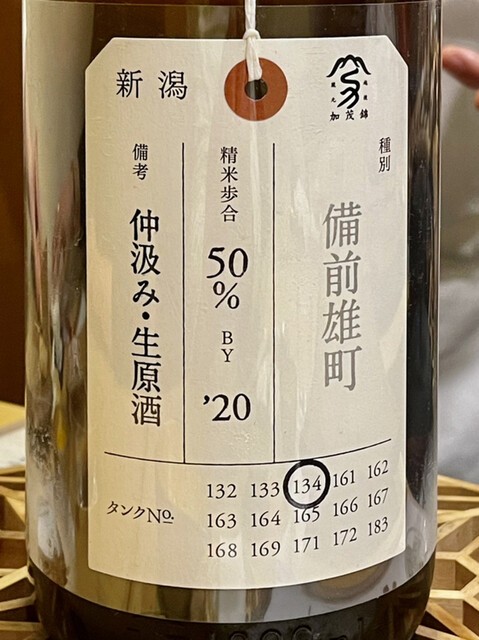 新潟
加茂錦
種別
備前雄町
精米歩合
50%
BY
'20
備考
仲汲み・生原酒
タンクNo.
132 133 134 161 162
163 164 165 166 167
168 169 171 172 183